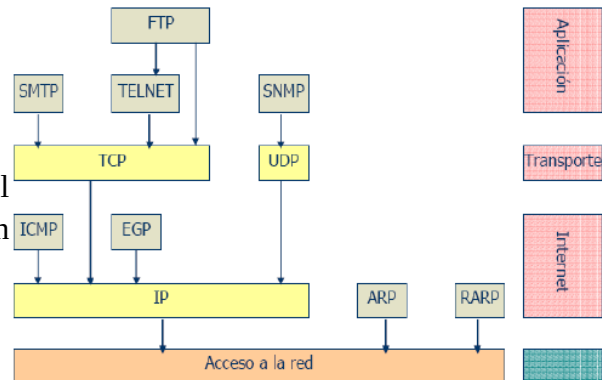 FTP
Aplicación
SMTP
TELNET
SNMP
TCP
UDP
Transporte
l
n
ICMP
EGP
Internet
IP
ARP
RARP
Acceso a la red